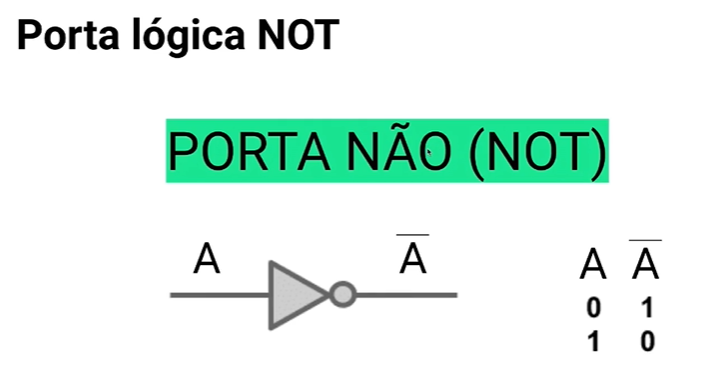 Porta lógica NOT
PORTA NÃO (NOT)
A A̅
A A̅
0 1
1 0